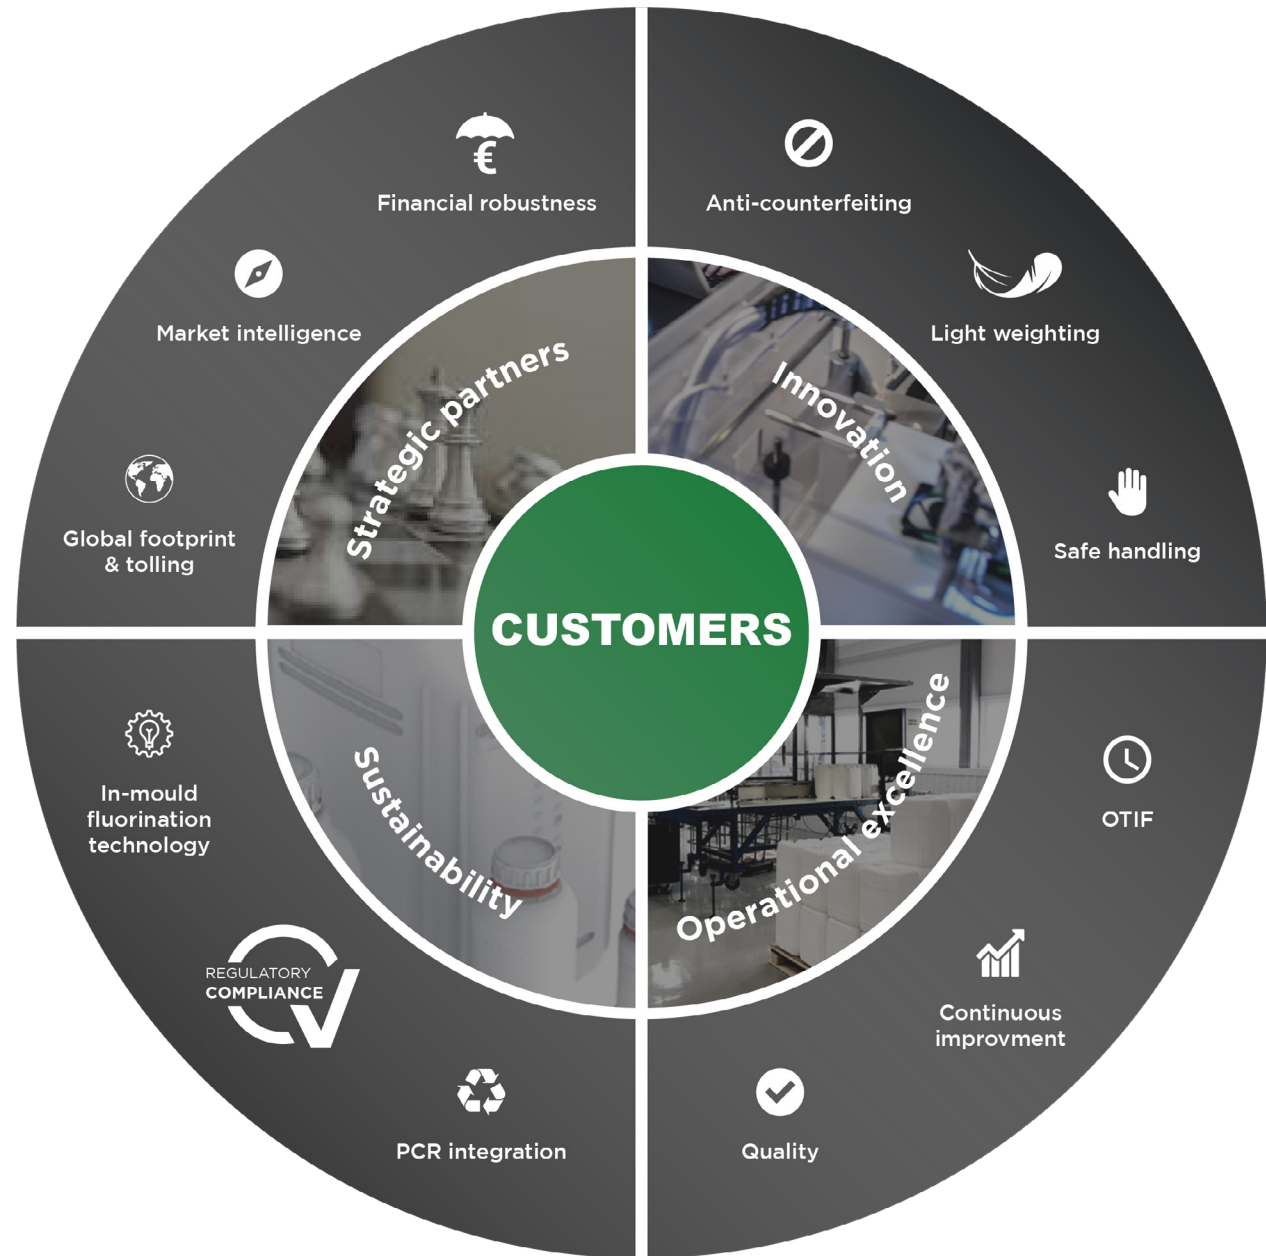 Financial robustness
Anti-counterfeiting
Market intelligence
Light weighting
Global footprint
& tolling
Safe handling
Strategic partners
Innovation
CUSTOMERS
Sustainability
Operational excellence
In-mould
fluorination
technology
OTIF
REGULATORY
COMPLIANCE
Continuous
improvment
PCR integration
Quality
€